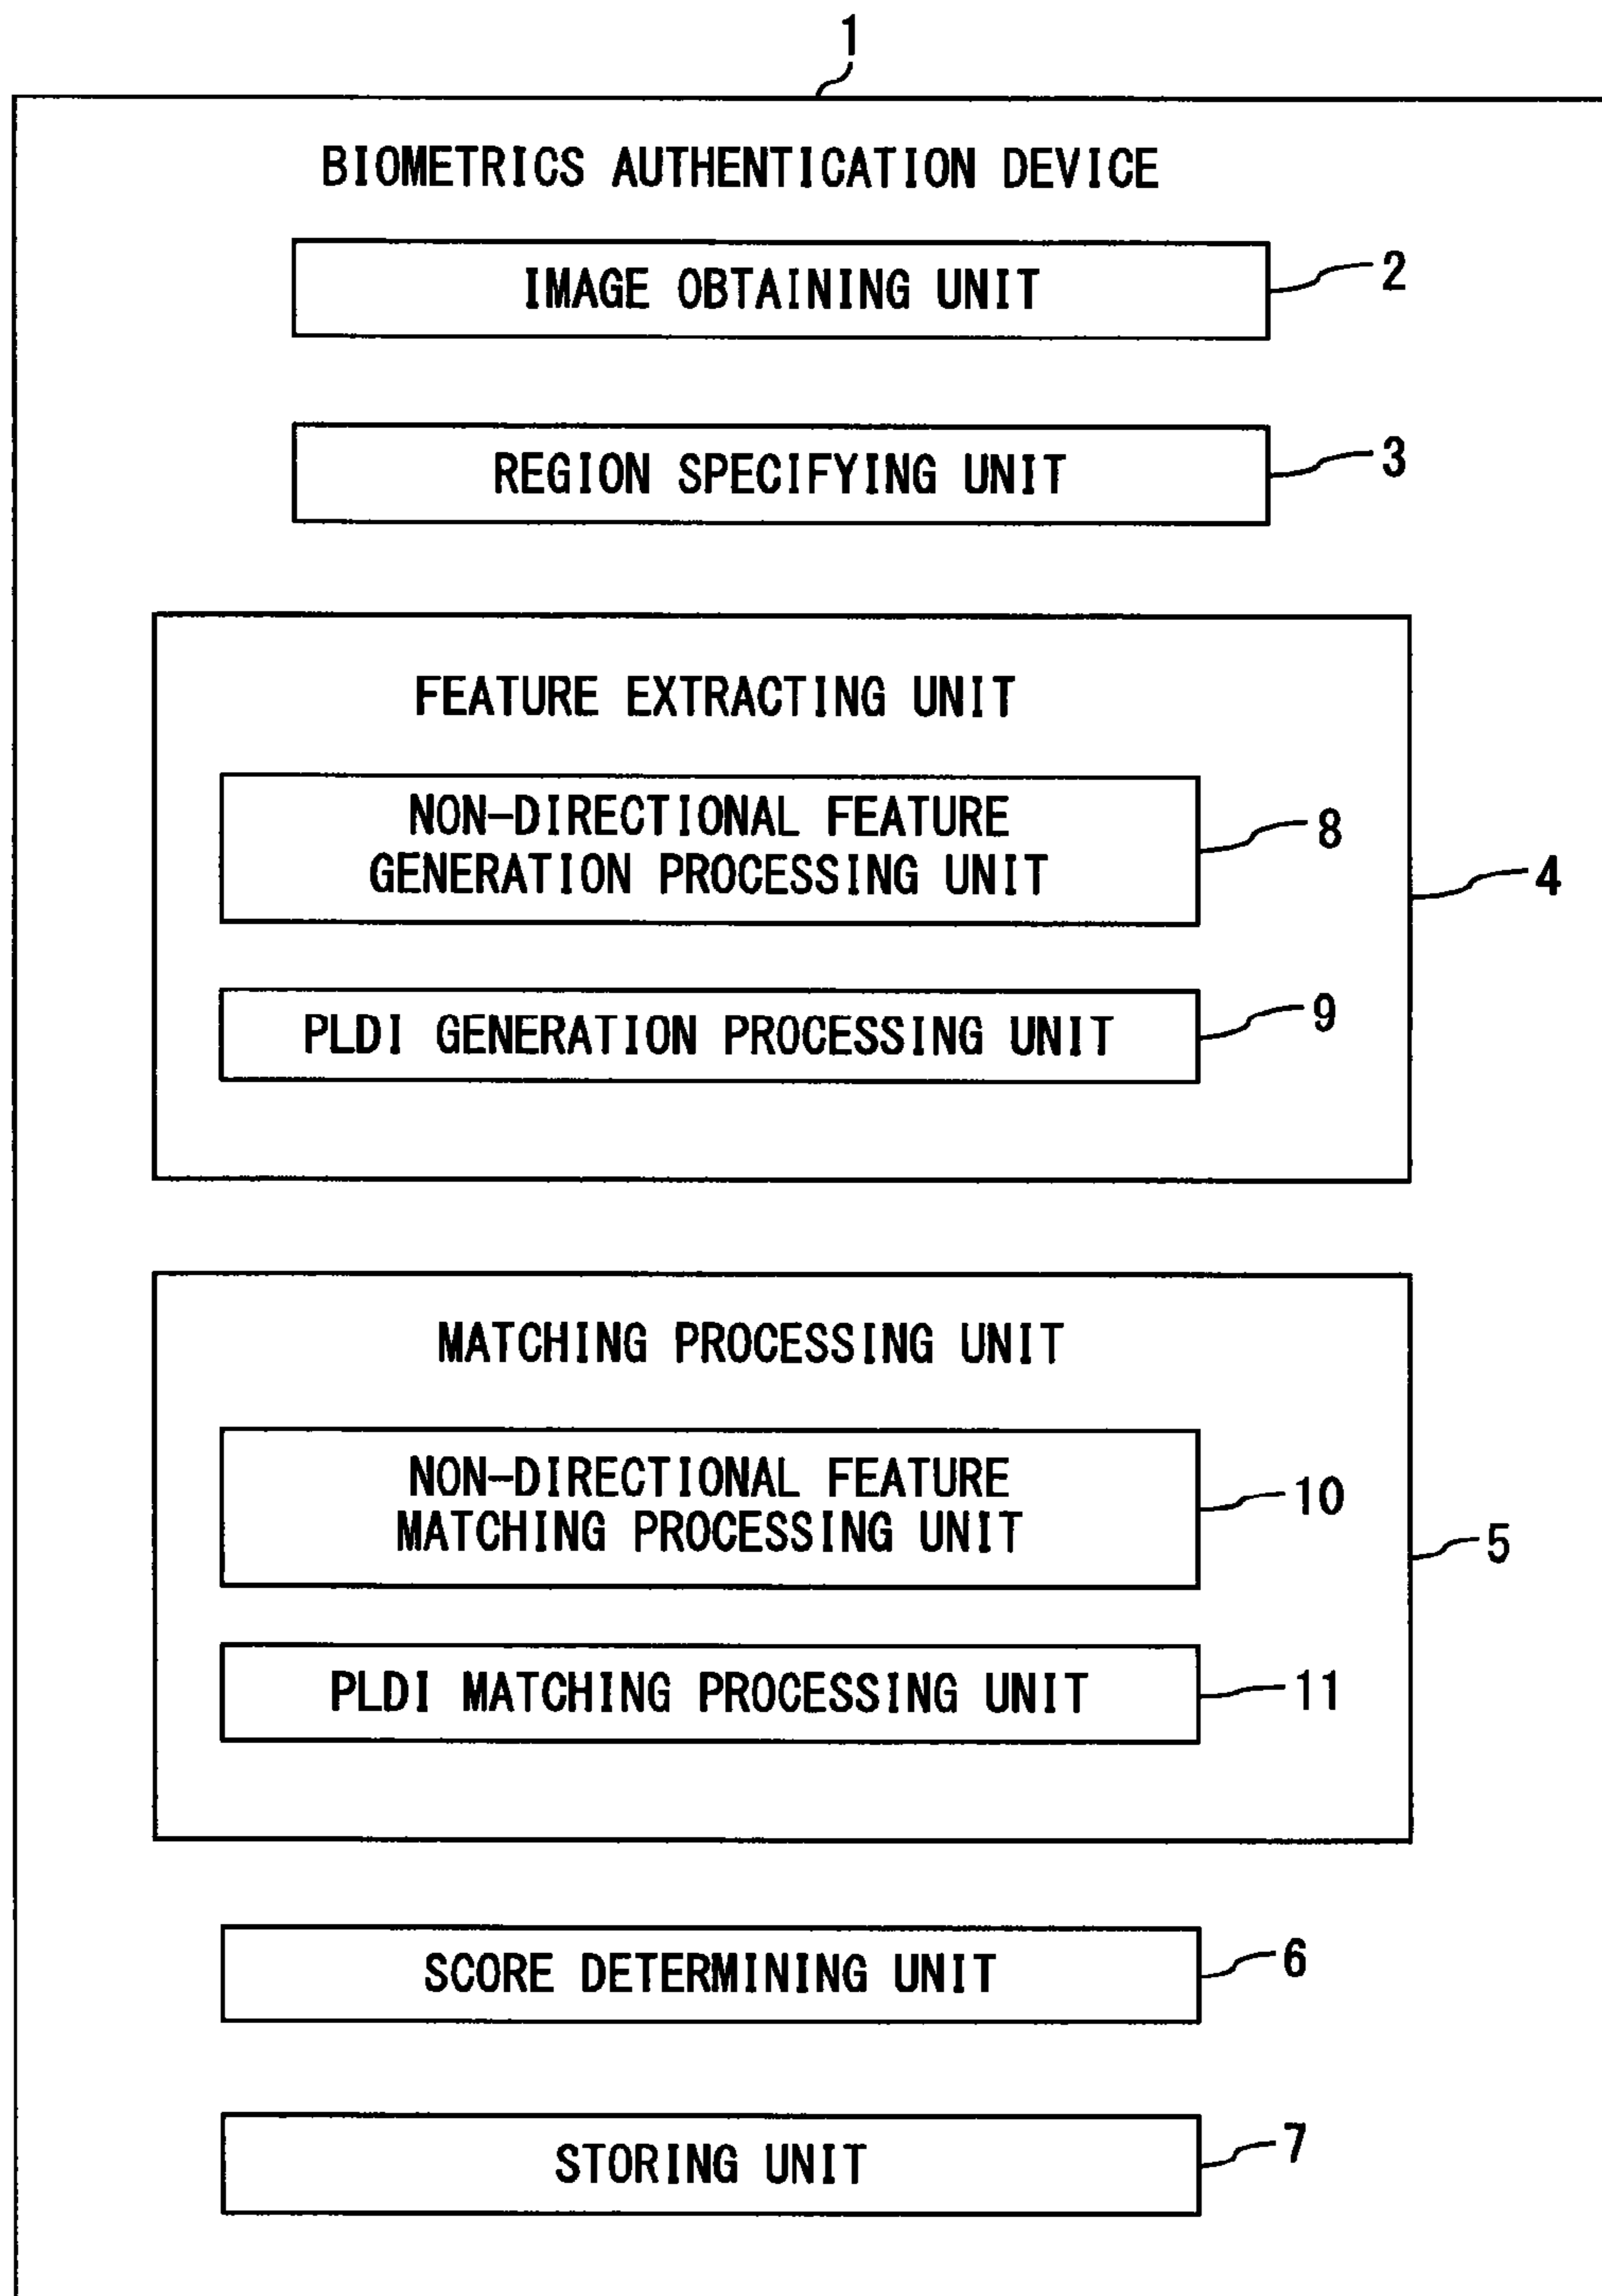 1
BIOMETRICS AUTHENTICATION DEVICE
IMAGE OBTAINING UNIT
2
REGION SPECIFYING UNIT
3
FEATURE EXTRACTING UNIT
NON-DIRECTIONAL FEATURE
GENERATION PROCESSING UNIT
8
4
PLDI GENERATION PROCESSING UNIT
9
MATCHING PROCESSING UNIT
NON-DIRECTIONAL FEATURE
MATCHING PROCESSING UNIT
10
5
PLDI MATCHING PROCESSING UNIT
11
SCORE DETERMINING UNIT
6
STORING UNIT
7